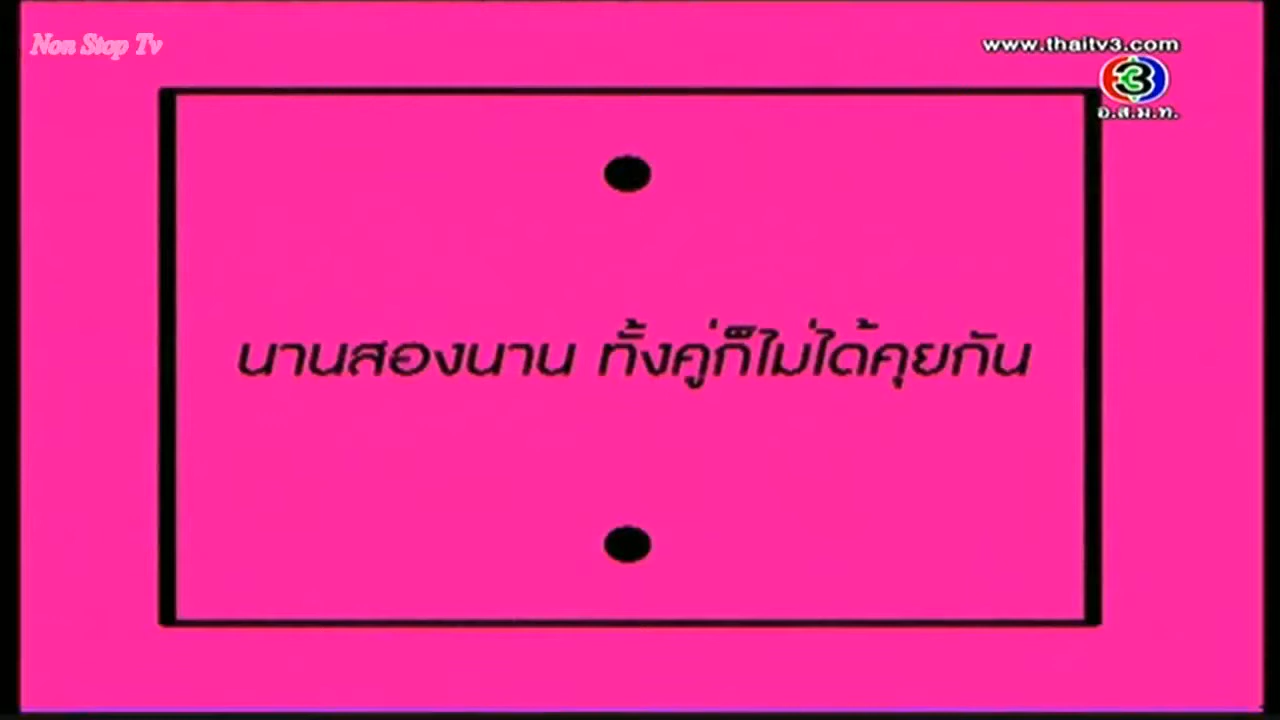 Non Stop Tv
www.thaitv3.com
3
อ.ส.ม.ท.
นานสองนาน ทั้งคู่ก็ไม่ได้คุยกัน